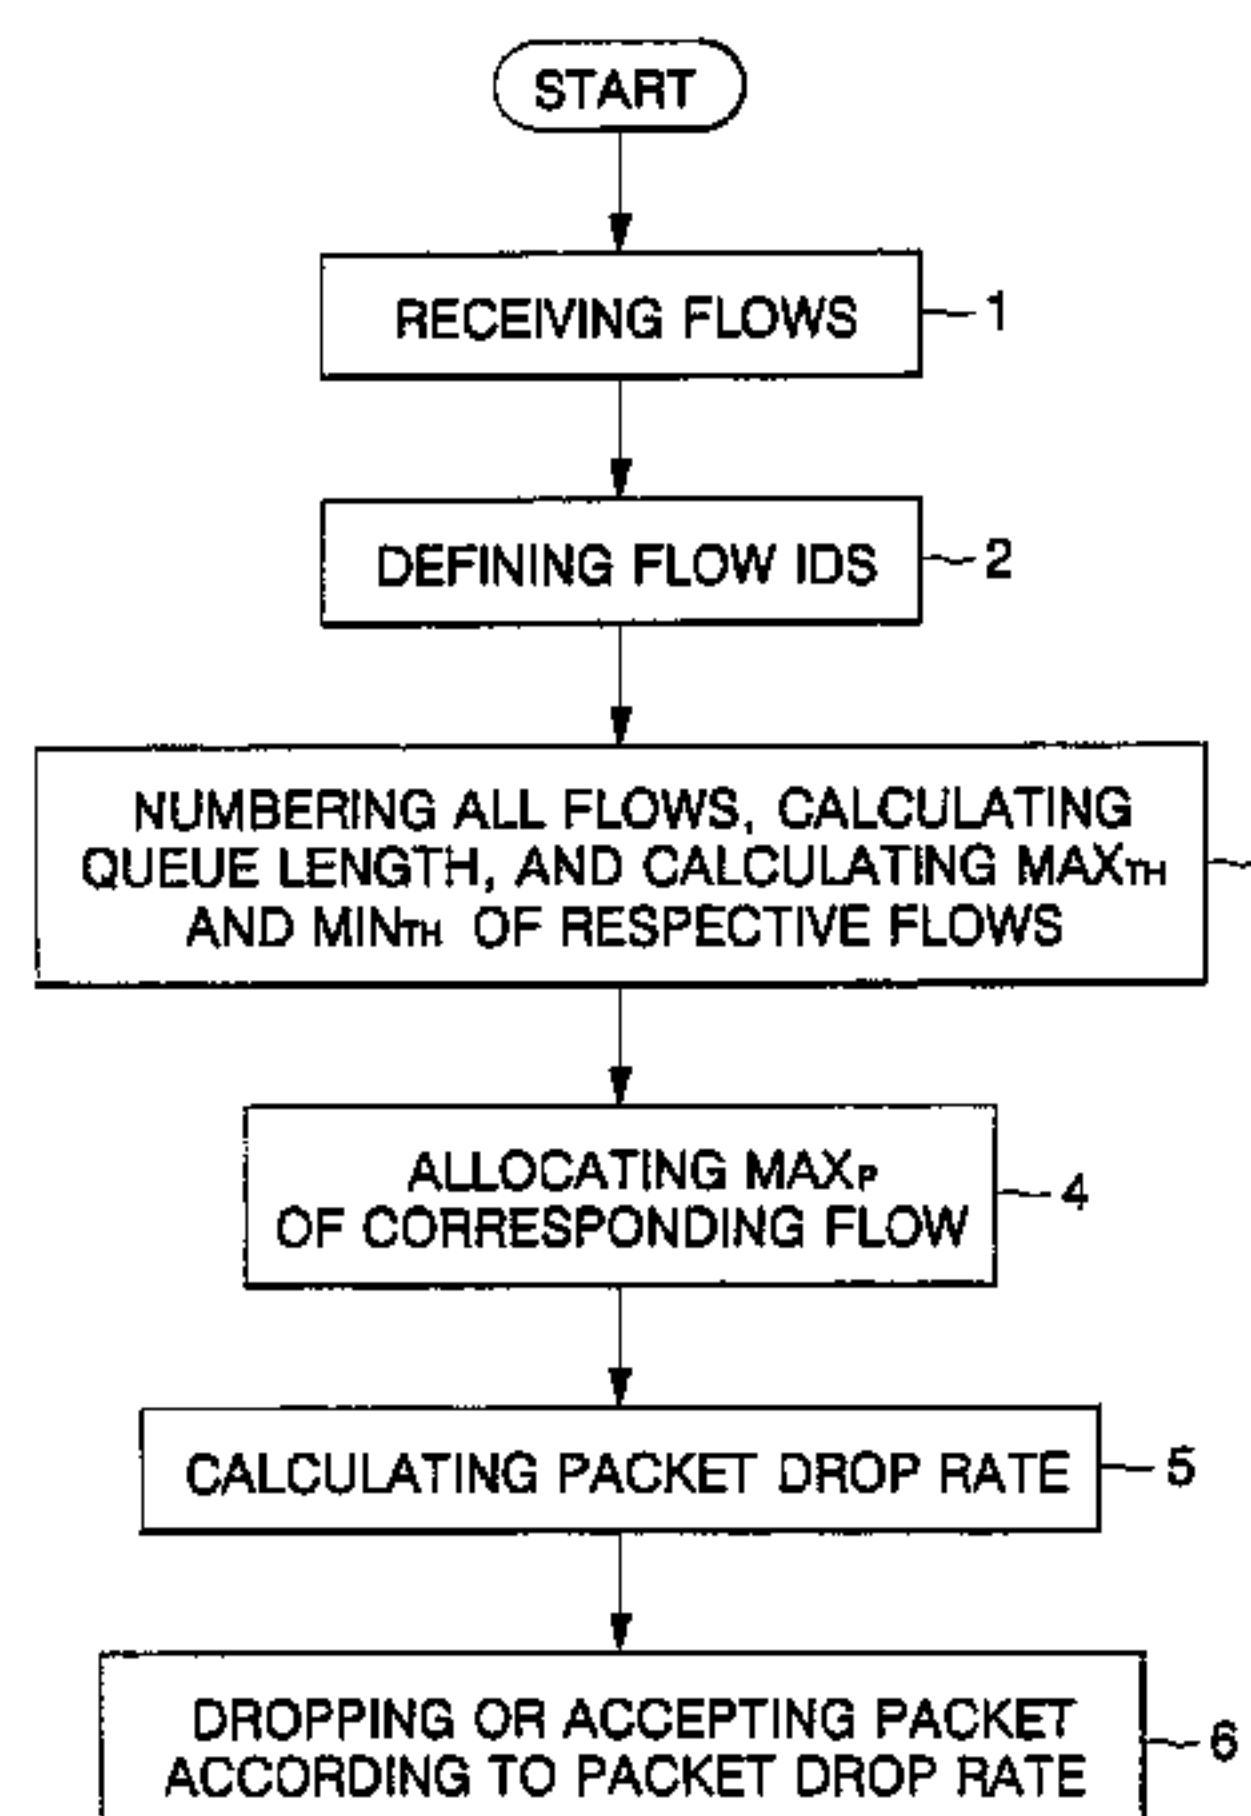 START
RECEIVING FLOWS
1
DEFINING FLOW IDS
2
NUMBERING ALL FLOWS, CALCULATING
QUEUE LENGTH, AND CALCULATING MAXTH
AND MINTH OF RESPECTIVE FLOWS
ALLOCATING MAXP
OF CORRESPONDING FLOW
4
CALCULATING PACKET DROP RATE
5
DROPPING OR ACCEPTING PACKET
ACCORDING TO PACKET DROP RATE
6